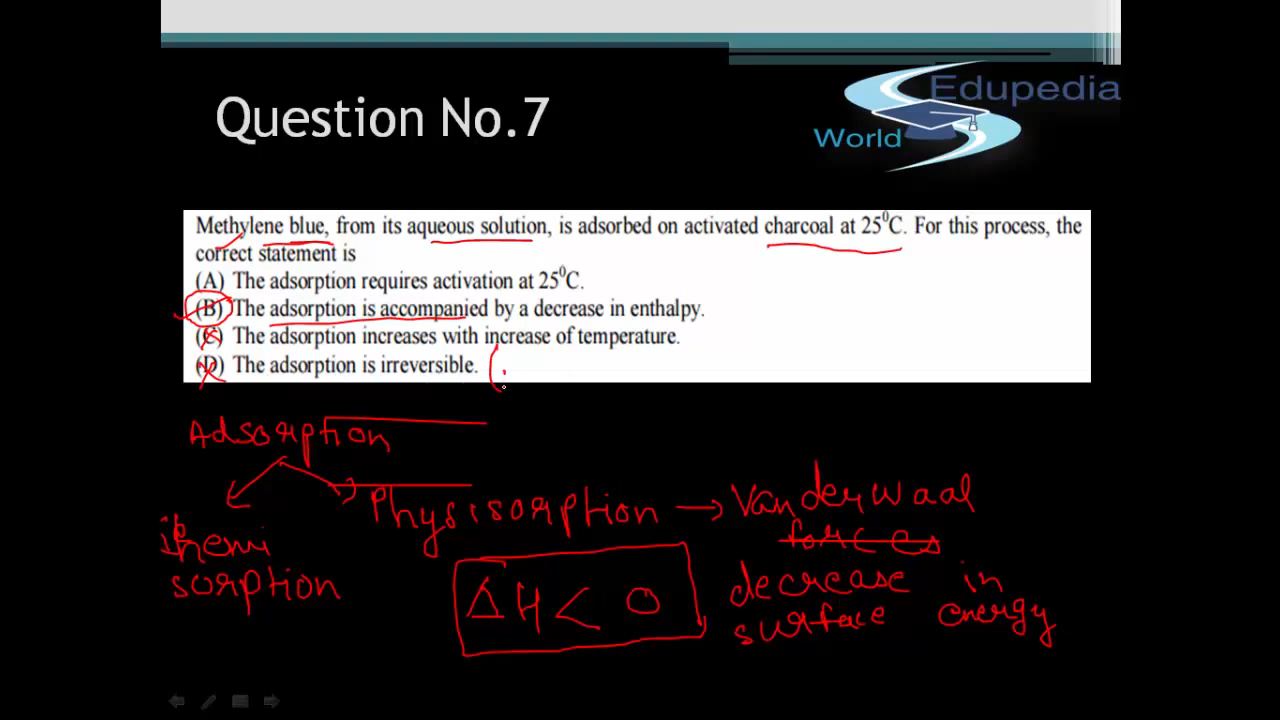 Edupedia
World
Question No.7
Methylene blue, from its aqueous solution, is adsorbed on activated charcoal at 25⁰C. For this process, the
correct statement is
(A) The adsorption requires activation at 25⁰C.
(B) The adsorption is accompanied by a decrease in enthalpy.
(C) The adsorption increases with increase of temperature.
(D) The adsorption is irreversible.
Adsorption
Physisorption → Vanderwaal
forces
chemi
sorption
ΔH < 0
decrease in
surface energy